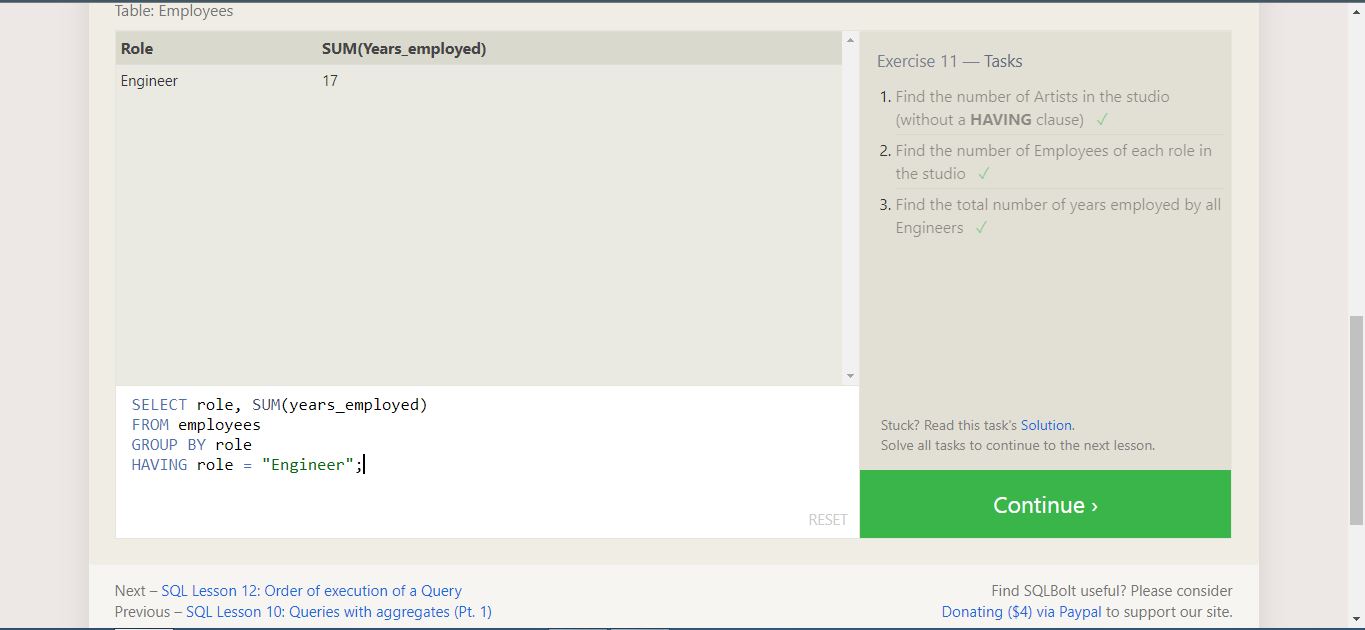 Table: Employees
Role SUM(Years_employed)
Engineer 17
Exercise 11 — Tasks
1. Find the number of Artists in the studio
(without a HAVING clause) ✓
2. Find the number of Employees of each role in
the studio ✓
3. Find the total number of years employed by all
Engineers ✓
SELECT role, SUM(years_employed)
FROM employees
GROUP BY role
HAVING role = "Engineer";
RESET
Stuck? Read this task's Solution.
Solve all tasks to continue to the next lesson.
Continue ›
Next – SQL Lesson 12: Order of execution of a Query
Previous – SQL Lesson 10: Queries with aggregates (Pt. 1)
Find SQLBolt useful? Please consider
Donating ($4) via Paypal to support our site.